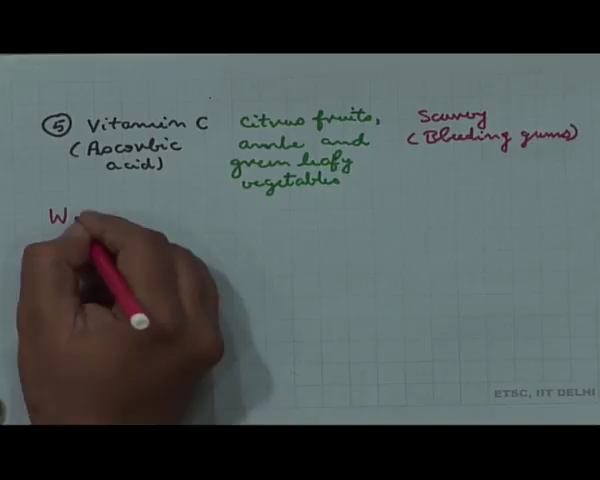 ⑤ Vitamin C
(Ascorbic
acid)
citrus fruits,
amla and
green leafy
vegetables
Scurvy
(Bleeding gums)
W
ETSC, IIT DELHI